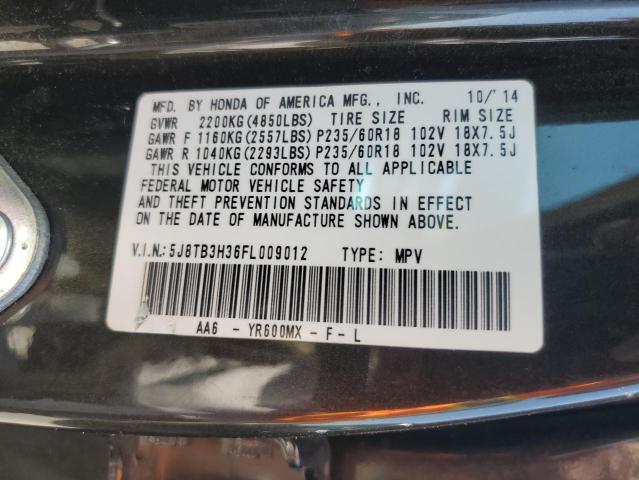 MFD. BY HONDA OF AMERICA MFG., INC. 10/'14
GVWR 2200KG(4850LBS) TIRE SIZE RIM SIZE
GAWR F 1160KG(2557LBS) P235/60R18 102V 18X7.5J
GAWR R 1040KG(2293LBS) P235/60R18 102V 18X7.5J
THIS VEHICLE CONFORMS TO ALL APPLICABLE
FEDERAL MOTOR VEHICLE SAFETY
AND THEFT PREVENTION STANDARDS IN EFFECT
ON THE DATE OF MANUFACTURE SHOWN ABOVE.
V.I.N.: 5J8TB3H36FL009012 TYPE: MPV
AA6 - YR600MX - F - L